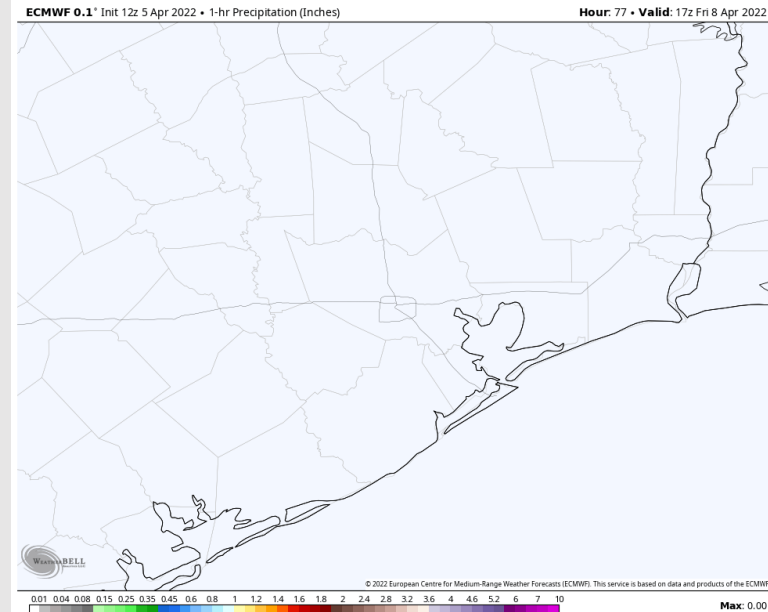 ECMWF 0.1° Init 12z 5 Apr 2022 • 1-hr Precipitation (Inches)
Hour: 77 • Valid: 17z Fri 8 Apr 2022
WEATHERBELL
© 2022 European Centre for Medium-Range Weather Forecasts (ECMWF). This service is based on data and products of the ECMWF
0.01 0.04 0.08 0.15 0.25 0.35 0.45 0.6 0.8 1 1.2 1.4 1.6 1.8 2 2.4 2.8 3.2 3.6 4 4.6 5.2 6 7 10
Max: 0.00